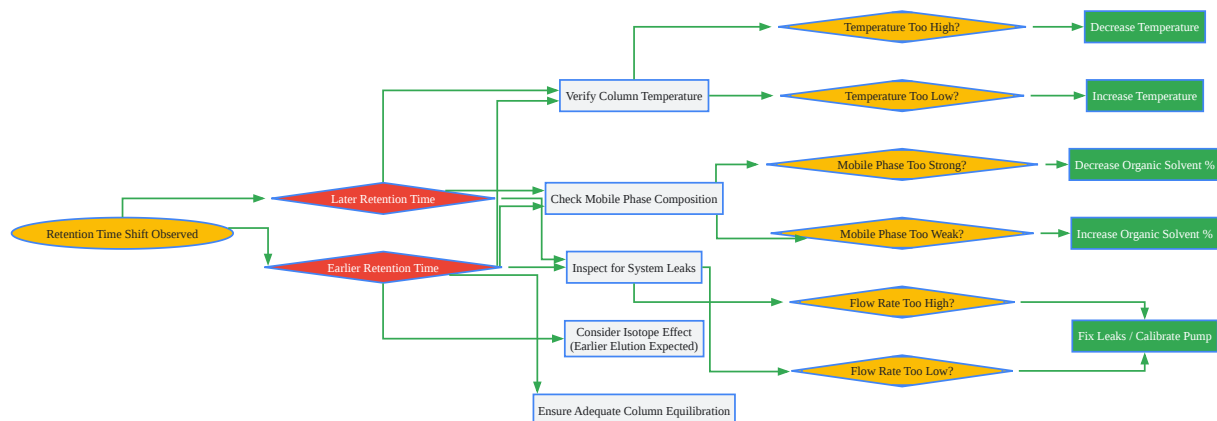 Retention Time Shift Observed
Later Retention Time
Earlier Retention Time
Verify Column Temperature
Check Mobile Phase Composition
Inspect for System Leaks
Consider Isotope Effect
(Earlier Elution Expected)
Ensure Adequate Column Equilibration
Temperature Too High?
Temperature Too Low?
Mobile Phase Too Strong?
Mobile Phase Too Weak?
Flow Rate Too High?
Flow Rate Too Low?
Decrease Temperature
Increase Temperature
Decrease Organic Solvent %
Increase Organic Solvent %
Fix Leaks / Calibrate Pump